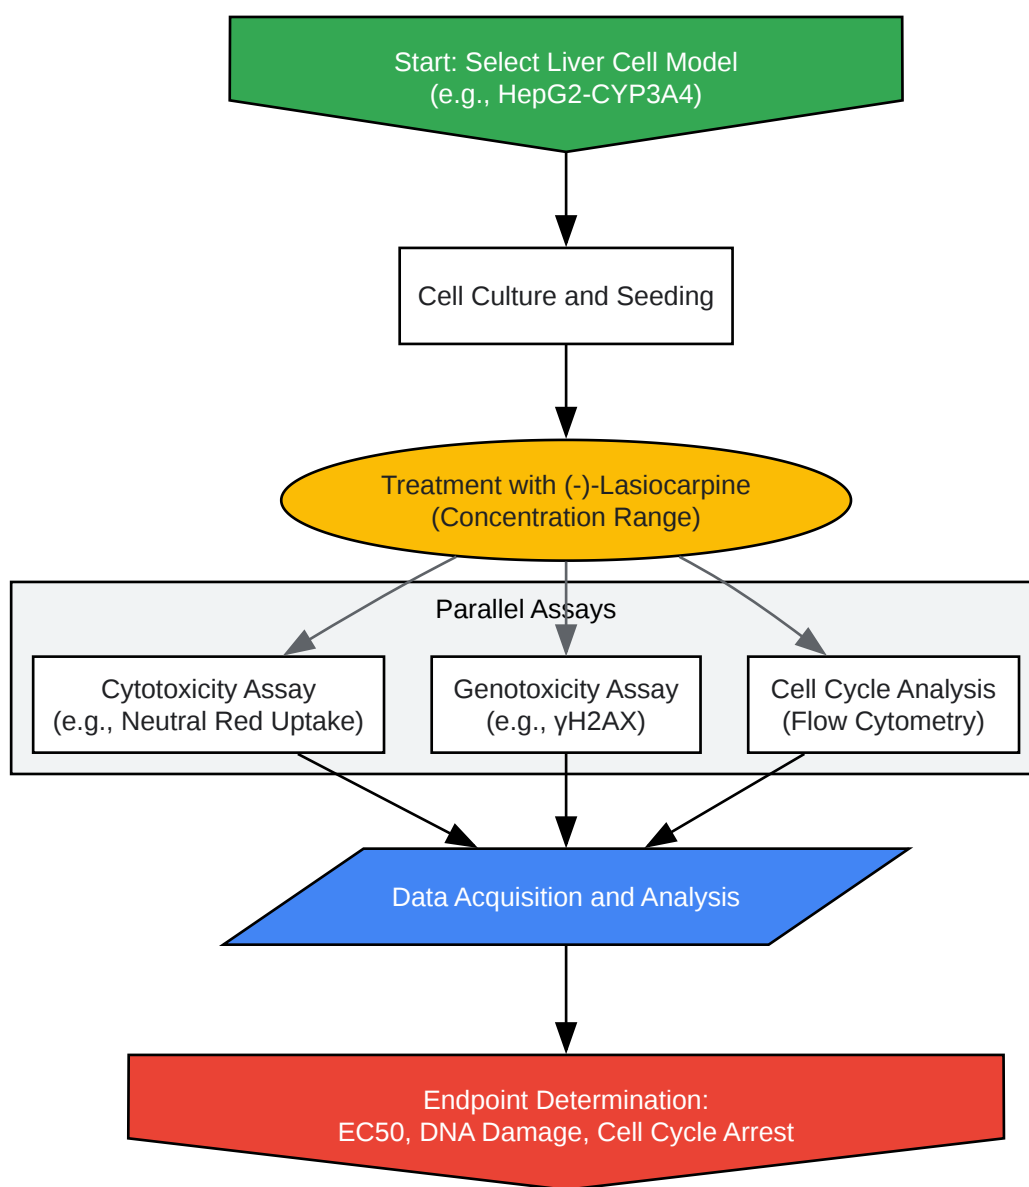 Start: Select Liver Cell Model
(e.g., HepG2-CYP3A4)
Cell Culture and Seeding
Treatment with (-)-Lasiocarpine
(Concentration Range)
Parallel Assays
Cytotoxicity Assay
(e.g., Neutral Red Uptake)
Genotoxicity Assay
(e.g., γH2AX)
Cell Cycle Analysis
(Flow Cytometry)
Data Acquisition and Analysis
Endpoint Determination:
EC50, DNA Damage, Cell Cycle Arrest